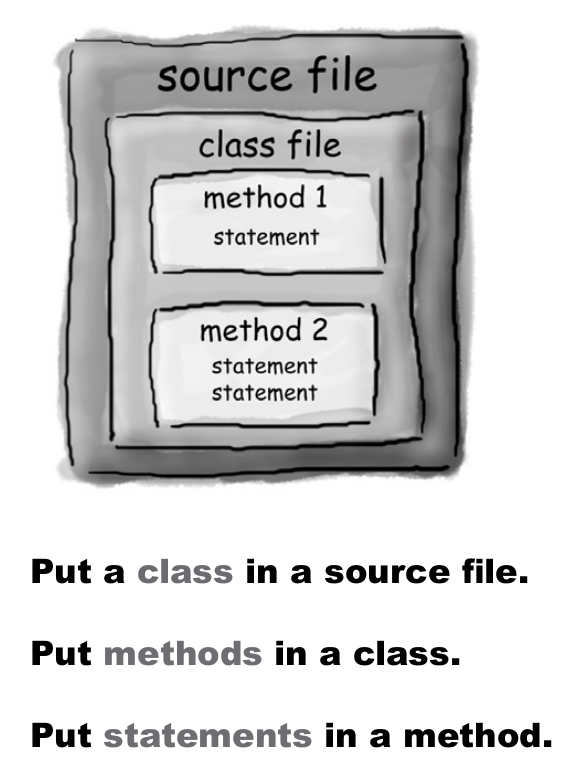 source file
class file
method 1
statement
method 2
statement
statement
Put a class in a source file.
Put methods in a class.
Put statements in a method.